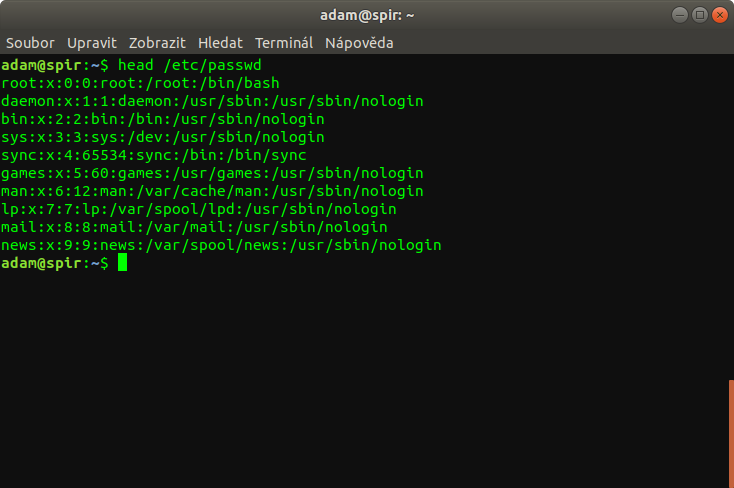 adam@spir: ~
Soubor Upravit Zobrazit Hledat Terminál Nápověda
adam@spir:~$ head /etc/passwd
root:x:0:0:root:/root:/bin/bash
daemon:x:1:1:daemon:/usr/sbin:/usr/sbin/nologin
bin:x:2:2:bin:/bin:/usr/sbin/nologin
sys:x:3:3:sys:/dev:/usr/sbin/nologin
sync:x:4:65534:sync:/bin:/bin/sync
games:x:5:60:games:/usr/games:/usr/sbin/nologin
man:x:6:12:man:/var/cache/man:/usr/sbin/nologin
lp:x:7:7:lp:/var/spool/lpd:/usr/sbin/nologin
mail:x:8:8:mail:/var/mail:/usr/sbin/nologin
news:x:9:9:news:/var/spool/news:/usr/sbin/nologin
adam@spir:~$